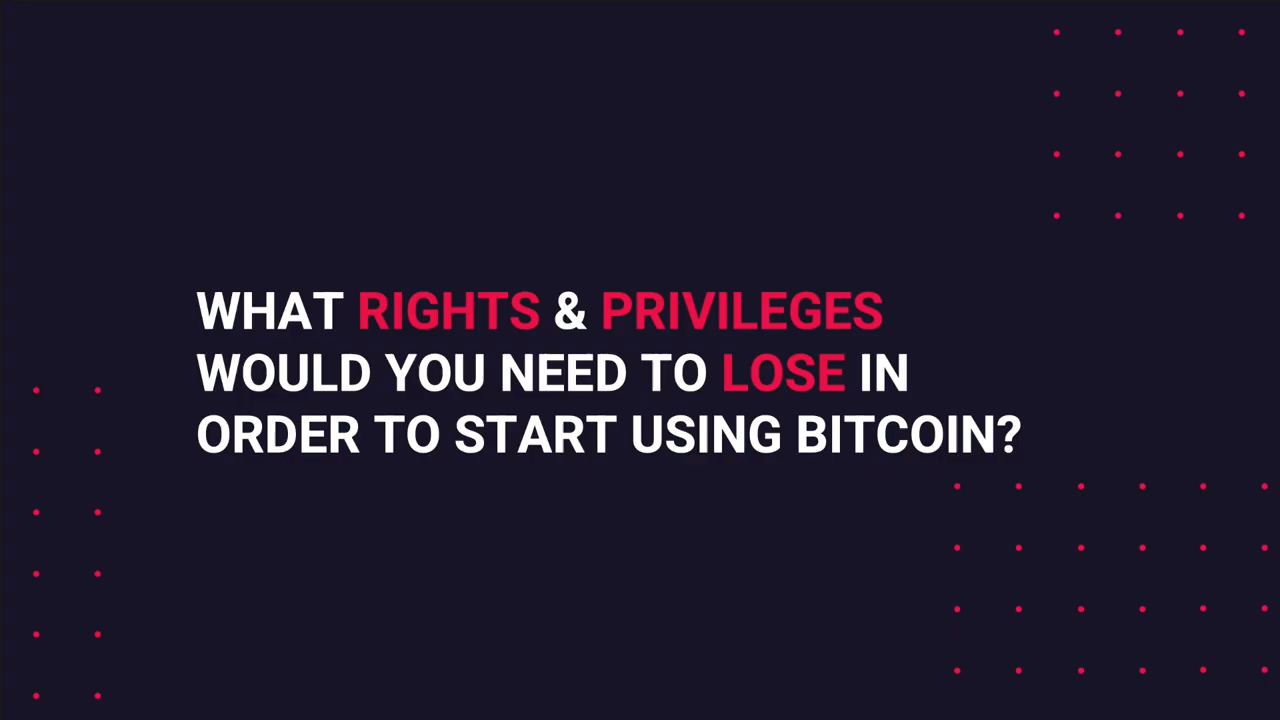 WHAT RIGHTS & PRIVILEGES
WOULD YOU NEED TO LOSE IN
ORDER TO START USING BITCOIN?